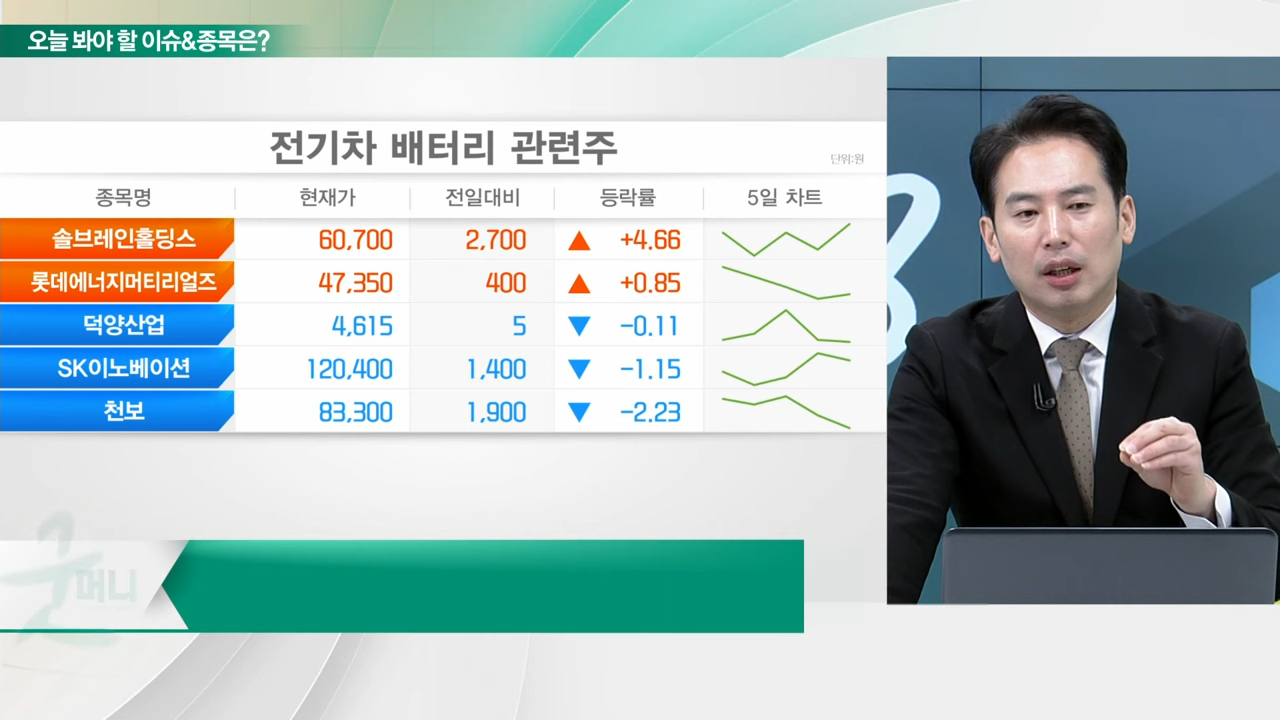 오늘 봐야 할 이슈&종목은?
전기차 배터리 관련주
단위:원
종목명 현재가 전일대비 등락률 5일 차트
솔브레인홀딩스 60,700 2,700 ▲ +4.66
롯데에너지머티리얼즈 47,350 400 ▲ +0.85
덕양산업 4,615 5 ▼ -0.11
SK이노베이션 120,400 1,400 ▼ -1.15
천보 83,300 1,900 ▼ -2.23
굿머니